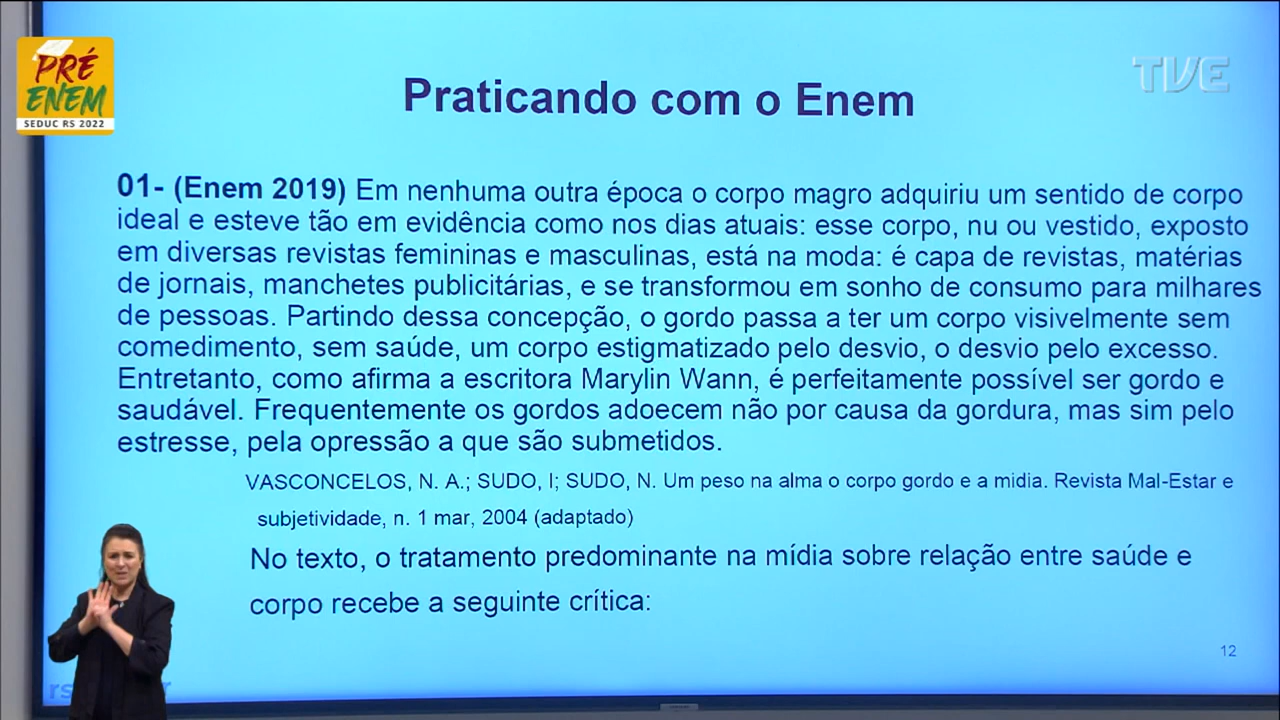 PRÉ
ENEM
SEDUC RS 2022
TVE
Praticando com o Enem
01- (Enem 2019) Em nenhuma outra época o corpo magro adquiriu um sentido de corpo
ideal e esteve tão em evidência como nos dias atuais: esse corpo, nu ou vestido, exposto
em diversas revistas femininas e masculinas, está na moda: é capa de revistas, matérias
de jornais, manchetes publicitárias, e se transformou em sonho de consumo para milhares
de pessoas. Partindo dessa concepção, o gordo passa a ter um corpo visivelmente sem
comedimento, sem saúde, um corpo estigmatizado pelo desvio, o desvio pelo excesso.
Entretanto, como afirma a escritora Marylin Wann, é perfeitamente possível ser gordo e
saudável. Frequentemente os gordos adoecem não por causa da gordura, mas sim pelo
estresse, pela opressão a que são submetidos.
VASCONCELOS, N. A.; SUDO, I; SUDO, N. Um peso na alma o corpo gordo e a midia. Revista Mal-Estar e
subjetividade, n. 1 mar, 2004 (adaptado)
No texto, o tratamento predominante na mídia sobre relação entre saúde e
corpo recebe a seguinte crítica:
12